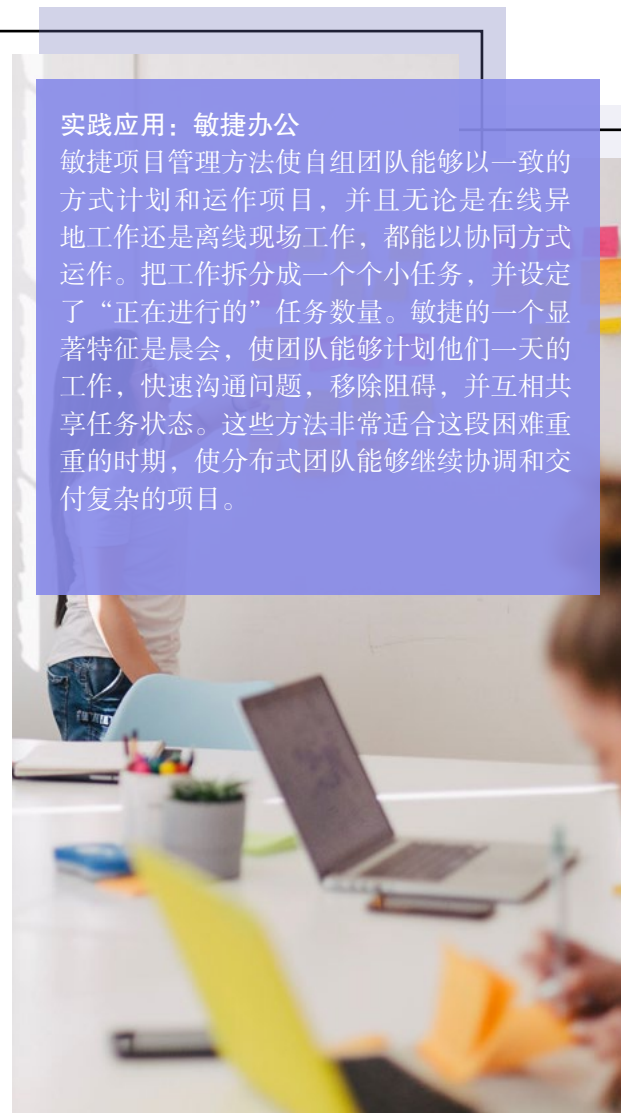 实践应用：敏捷办公
敏捷项目管理方法使自组团队能够以一致的
方式计划和运作项目，并且无论是在线异
地工作还是离线现场工作，都能以协同方式
运作。把工作拆分成一个个小任务，并设定
了“正在进行的”任务数量。敏捷的一个显
著特征是晨会，使团队能够计划他们一天的
工作，快速沟通问题，移除阻碍，并互相共
享任务状态。这些方法非常适合这段困难重
重的时期，使分布式团队能够继续协调和交
付复杂的项目。